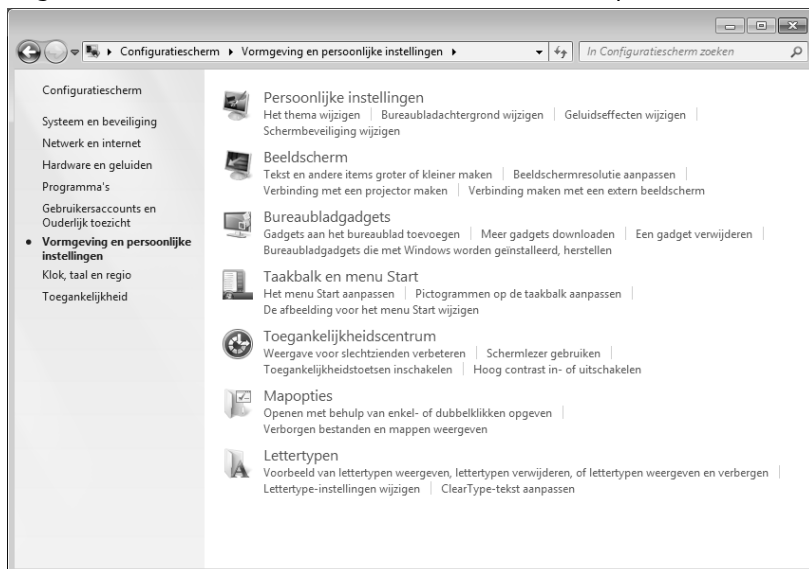 Configuratiescherm ▸ Vormgeving en persoonlijke instellingen ▸
In Configuratiescherm zoeken
Configuratiescherm
Systeem en beveiliging
Netwerk en internet
Hardware en geluiden
Programma's
Gebruikersaccounts en
Ouderlijk toezicht
Vormgeving en persoonlijke
instellingen
Klok, taal en regio
Toegankelijkheid
Persoonlijke instellingen
Het thema wijzigen | Bureaubladachtergrond wijzigen | Geluidseffecten wijzigen |
Schermbeveiliging wijzigen
Beeldscherm
Tekst en andere items groter of kleiner maken | Beeldschermresolutie aanpassen |
Verbinding met een projector maken | Verbinding maken met een extern beeldscherm
Bureaubladgadgets
Gadgets aan het bureaublad toevoegen | Meer gadgets downloaden | Een gadget verwijderen |
Bureaubladgadgets die met Windows worden geïnstalleerd, herstellen
Taakbalk en menu Start
Het menu Start aanpassen | Pictogrammen op de taakbalk aanpassen |
De afbeelding voor het menu Start wijzigen
Toegankelijkheidscentrum
Weergave voor slechtzienden verbeteren | Schermlezer gebruiken |
Toegankelijkheidstoetsen inschakelen | Hoog contrast in- of uitschakelen
Mapopties
Openen met behulp van enkel- of dubbelklikken opgeven |
Verborgen bestanden en mappen weergeven
Lettertypen
Voorbeeld van lettertypen weergeven, lettertypen verwijderen, of lettertypen weergeven en verbergen |
Lettertype-instellingen wijzigen | ClearType-tekst aanpassen